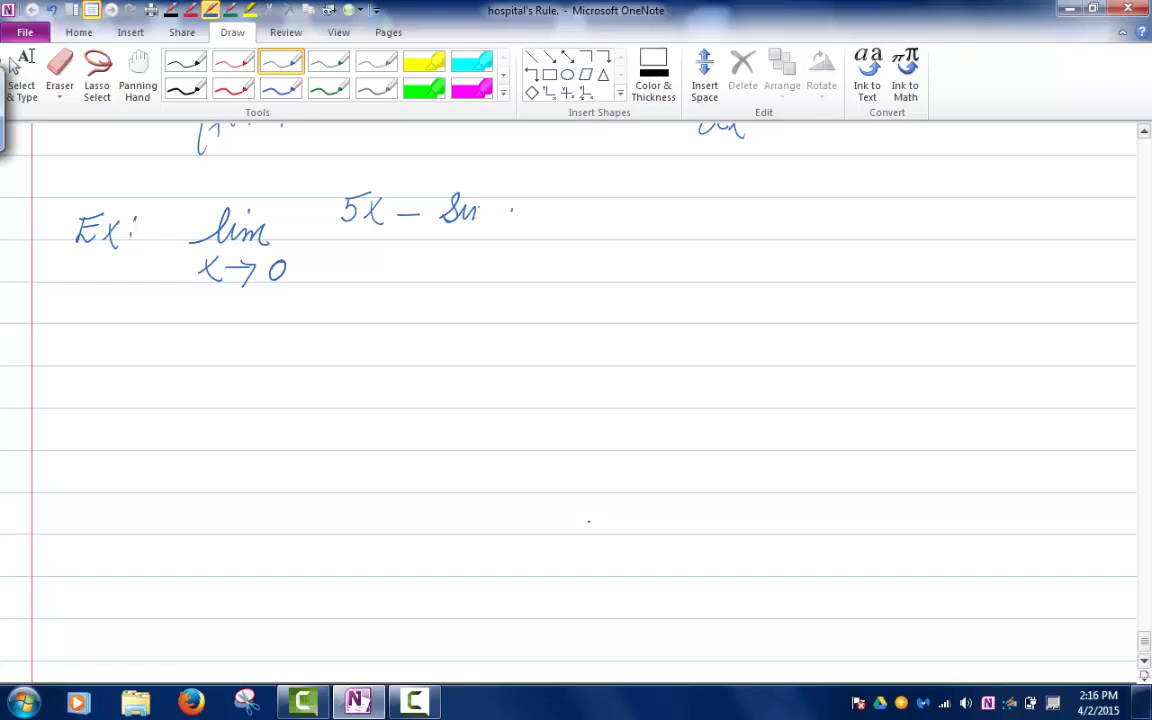 hospital's Rule. - Microsoft OneNote
File Home Insert Share Draw Review View Pages
Select & Type
Eraser
Lasso Select
Panning Hand
Color & Thickness
Insert Space
Delete
Arrange
Rotate
Ink to Text
Ink to Math
Tools Insert Shapes Edit Convert
Ex: lim 5x – Sin
x → 0
2:16 PM
4/2/2015